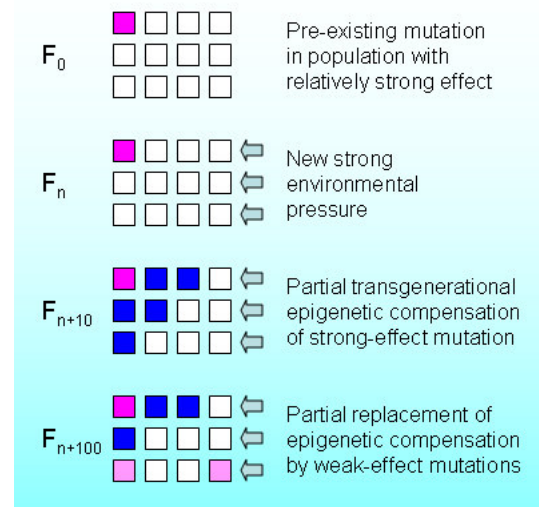 F0
Pre-existing mutation
in population with
relatively strong effect
Fn
New strong
environmental
pressure
Fn+10
Partial transgenerational
epigenetic compensation
of strong-effect mutation
Fn+100
Partial replacement of
epigenetic compensation
by weak-effect mutations